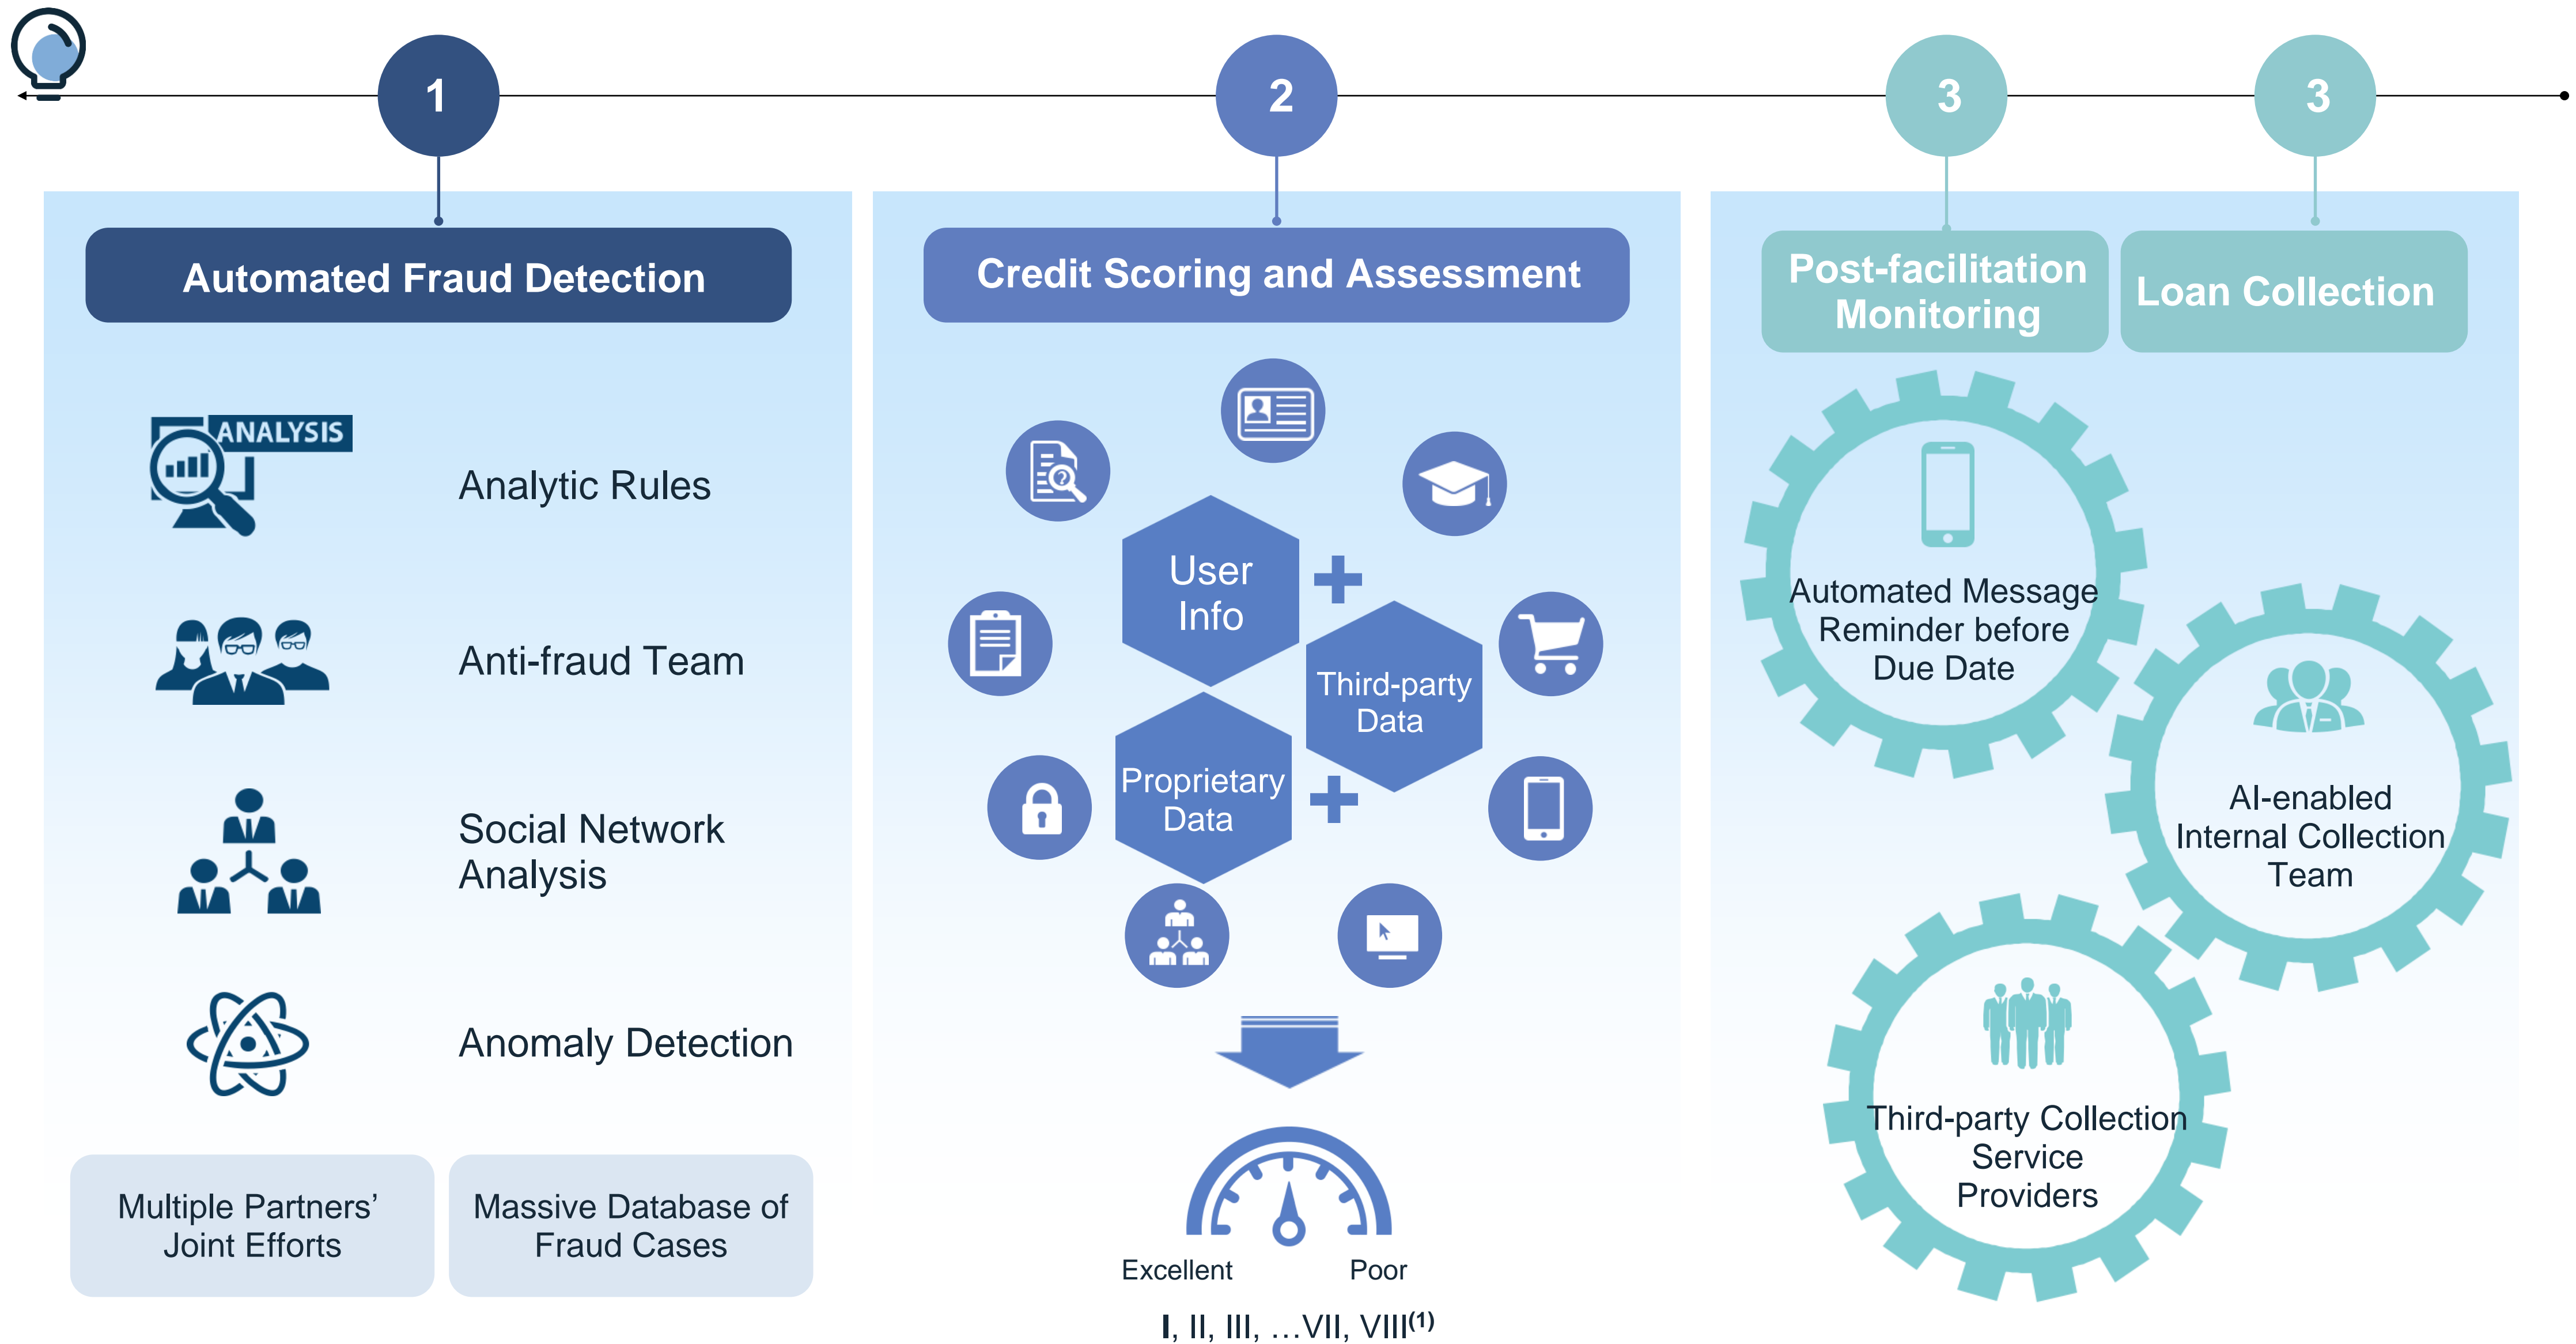 1
2
3
3
Automated Fraud Detection
ANALYSIS
Analytic Rules
Anti-fraud Team
Social Network
Analysis
Anomaly Detection
Multiple Partners’
Joint Efforts
Massive Database of
Fraud Cases
Credit Scoring and Assessment
?
User
Info
Third-party
Data
Proprietary
Data
Excellent
Poor
I, II, III, …VII, VIII(1)
Post-facilitation
Monitoring
Loan Collection
Automated Message
Reminder before
Due Date
AI-enabled
Internal Collection
Team
Third-party Collection
Service
Providers